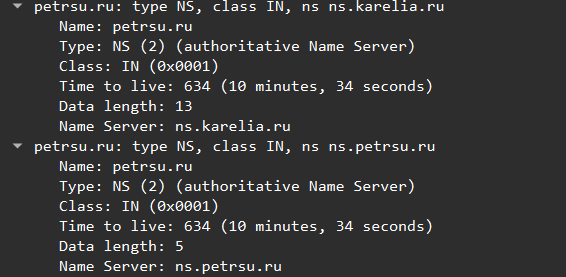 petrsu.ru: type NS, class IN, ns ns.karelia.ru
Name: petrsu.ru
Type: NS (2) (authoritative Name Server)
Class: IN (0x0001)
Time to live: 634 (10 minutes, 34 seconds)
Data length: 13
Name Server: ns.karelia.ru
petrsu.ru: type NS, class IN, ns ns.petrsu.ru
Name: petrsu.ru
Type: NS (2) (authoritative Name Server)
Class: IN (0x0001)
Time to live: 634 (10 minutes, 34 seconds)
Data length: 5
Name Server: ns.petrsu.ru